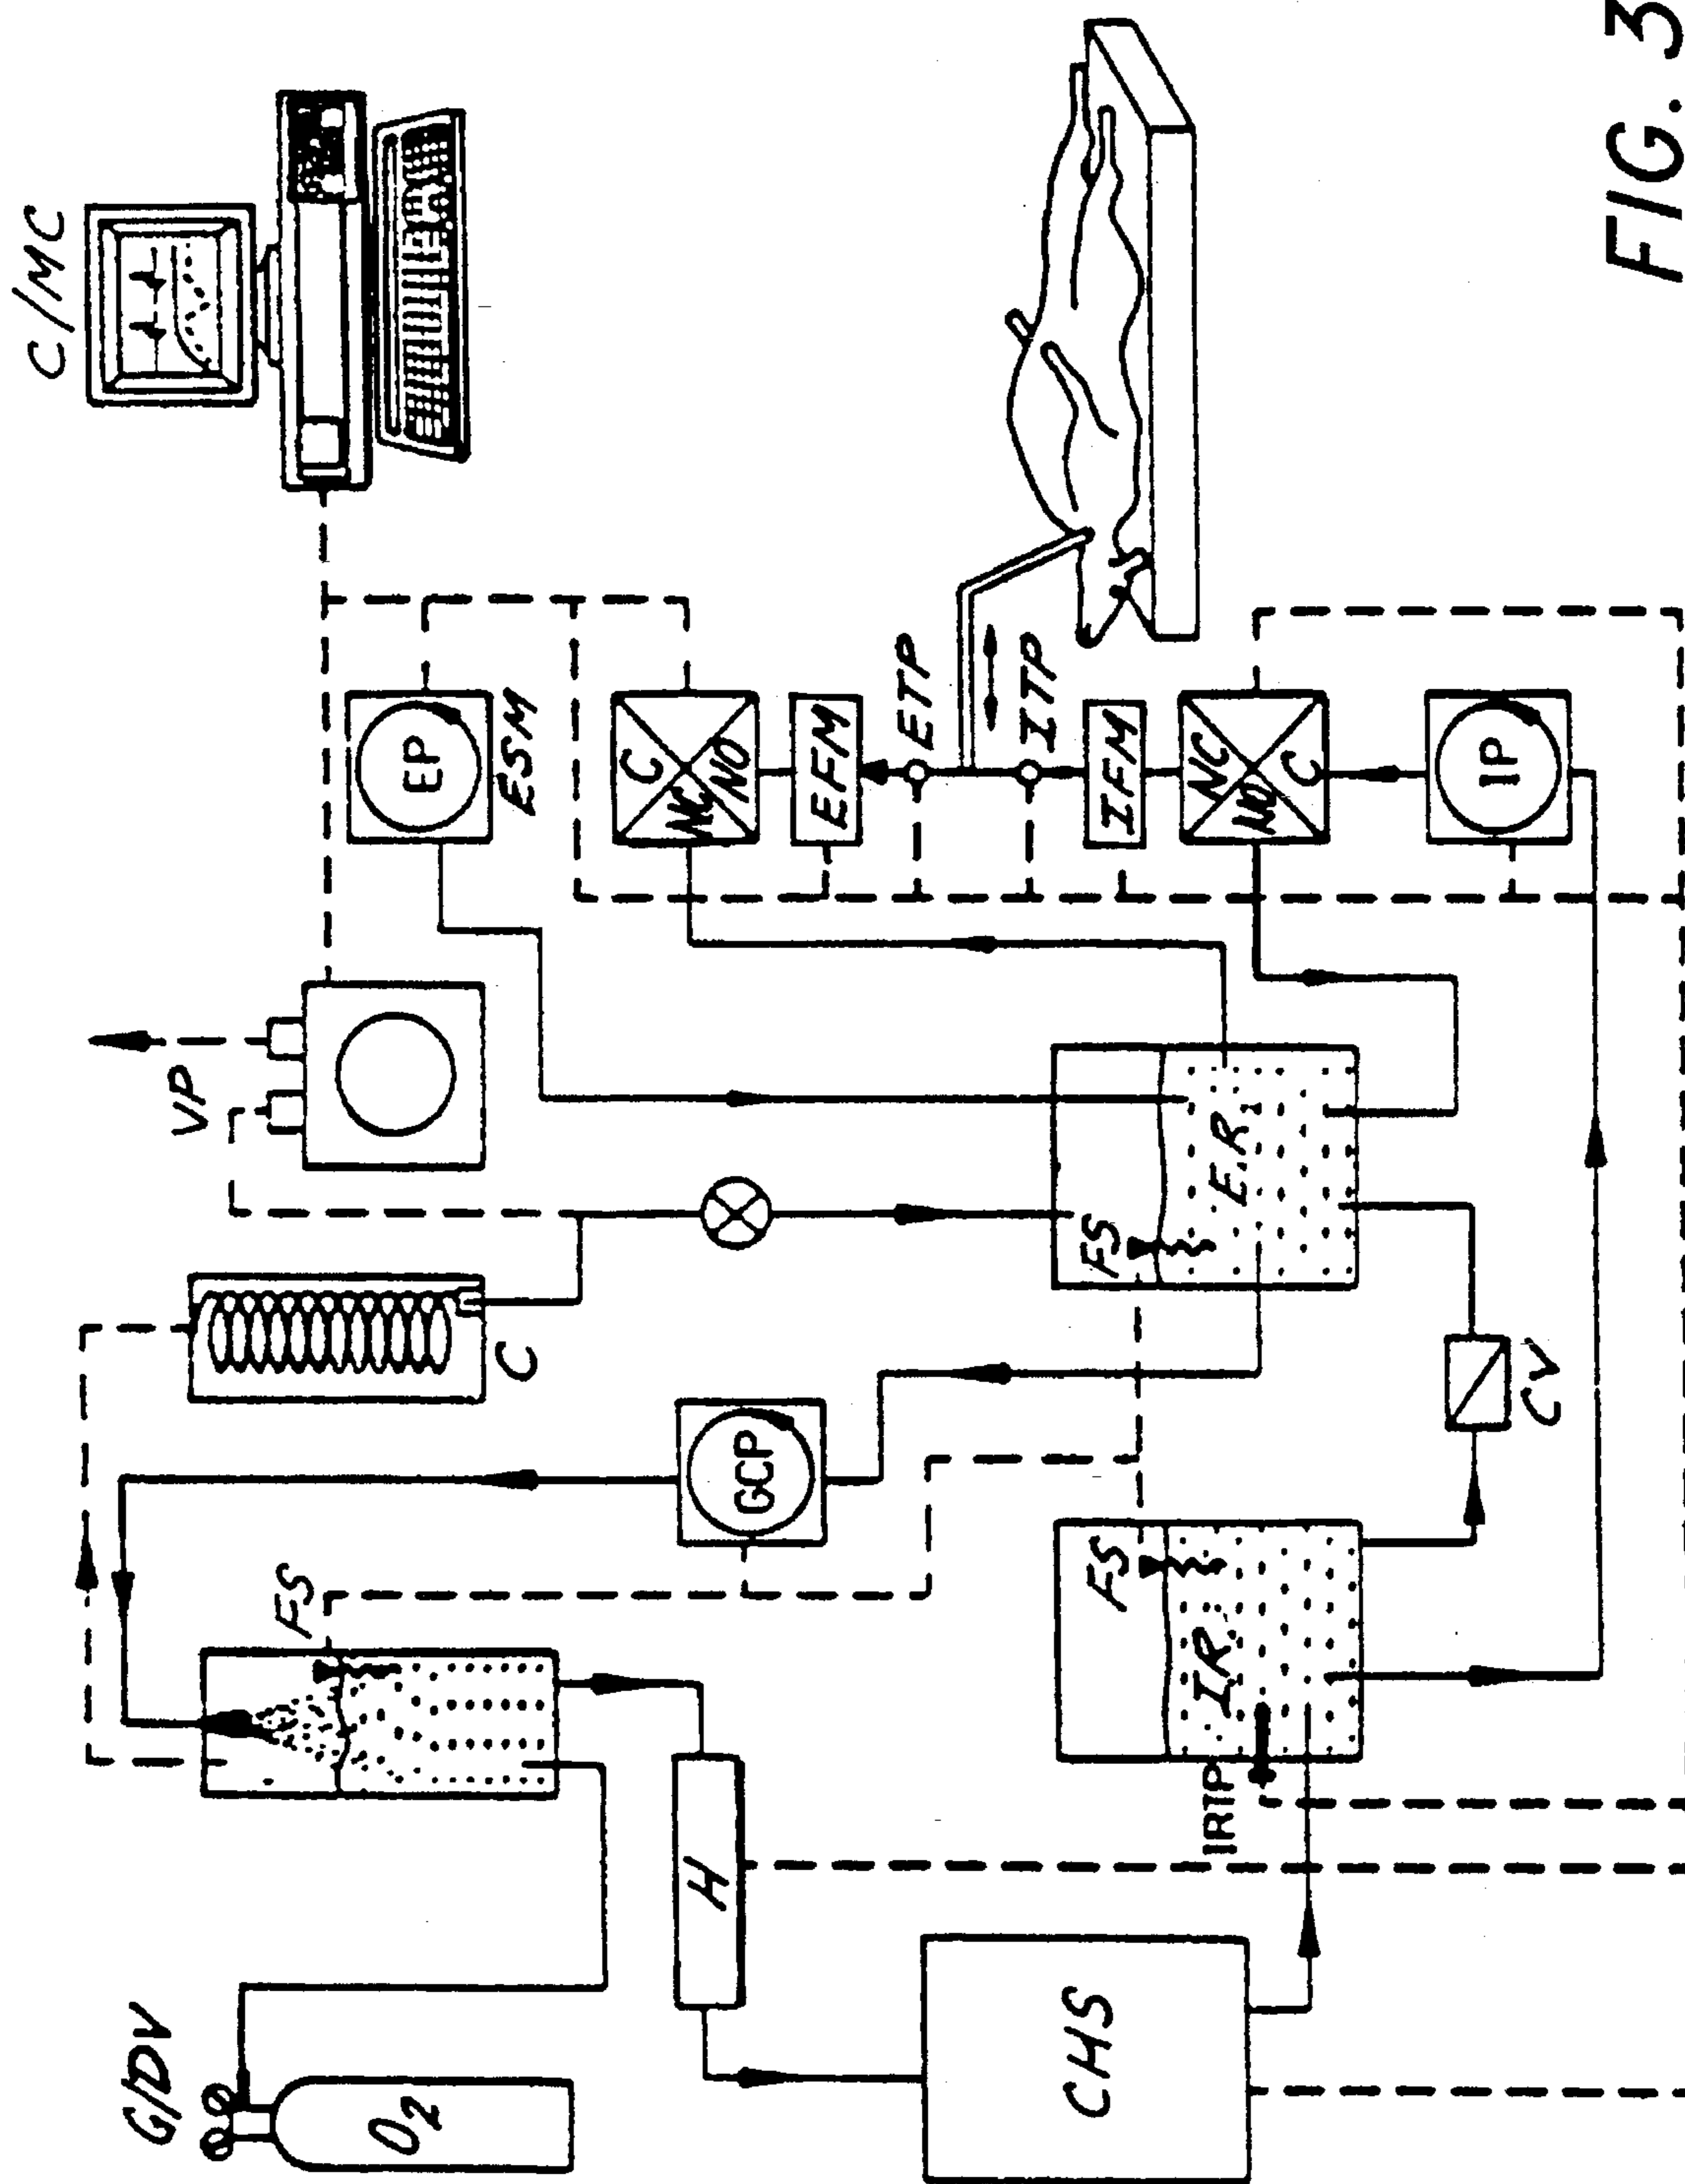 C/MC
VP
EP
ESM
C
NC
NO
EFM
ETP
ITP
IFM
NC
NO
C
IP
C
FS
E.R.
GCP
FS
FS
I.R.
CV
IRTP
G/DV
O2
H
CHS
FIG. 3